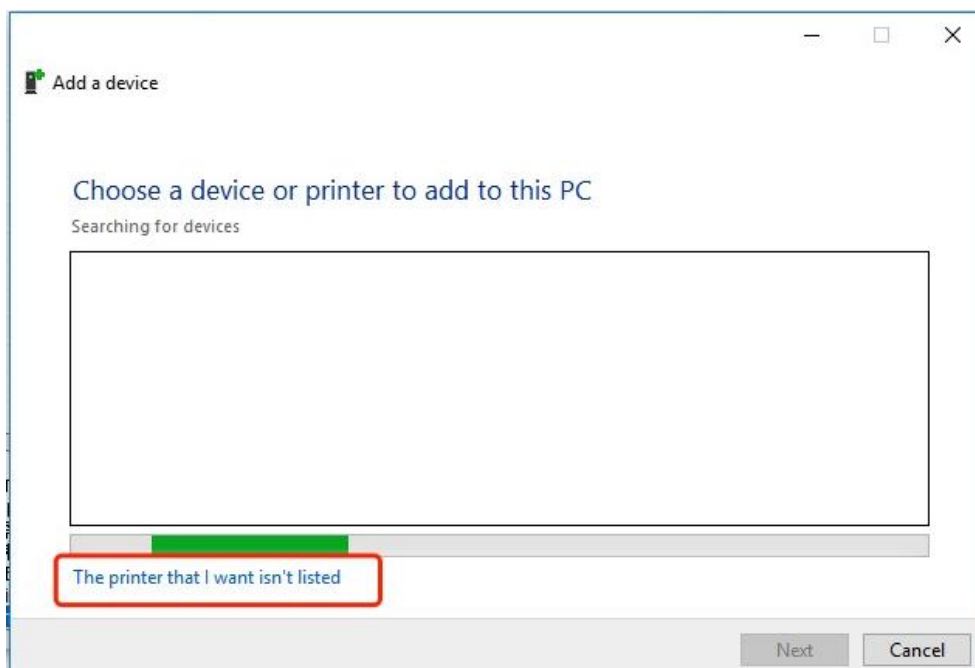 Add a device
Choose a device or printer to add to this PC
Searching for devices
The printer that I want isn't listed
Next
Cancel